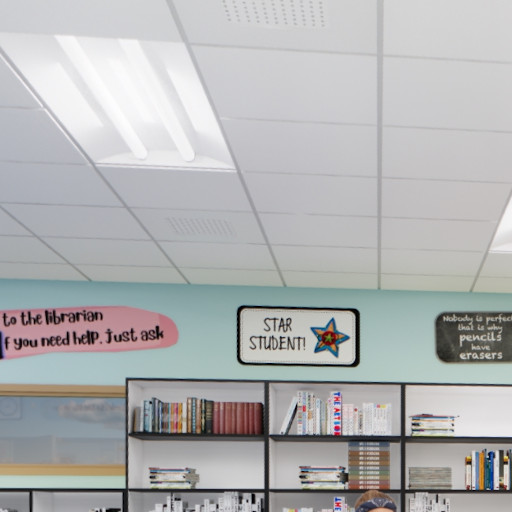 to the librarian
f you need help. Just ask
STAR
STUDENT!
Nobody is perfect
that is why
pencils
have
erasers